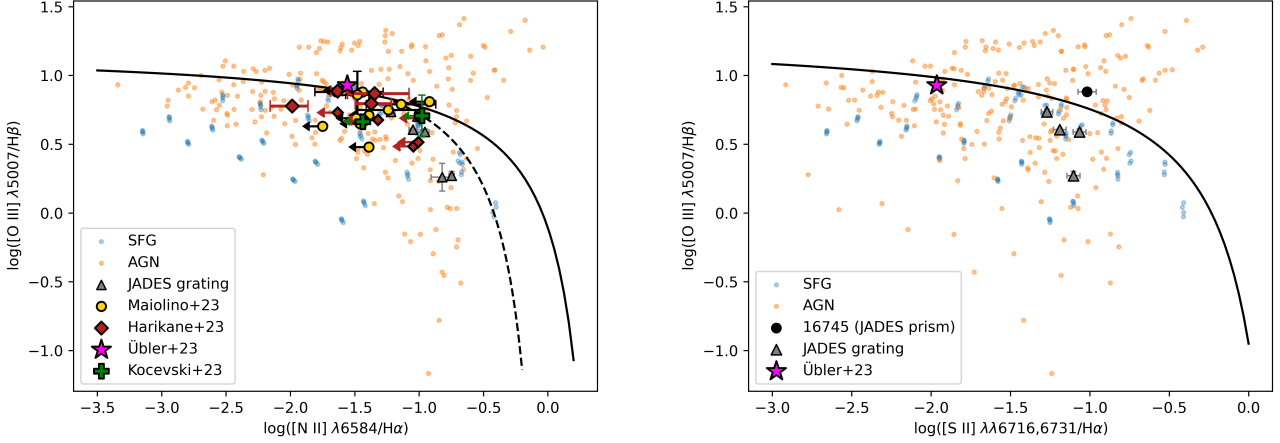 1.5
1.0
0.5
0.0
−0.5
−1.0
log([O III] λ5007/Hβ)
SFG
AGN
JADES grating
Maiolino+23
Harikane+23
Übler+23
Kocevski+23
−3.5 −3.0 −2.5 −2.0 −1.5 −1.0 −0.5 0.0
log([N II] λ6584/Hα)
1.5
1.0
0.5
0.0
−0.5
−1.0
log([O III] λ5007/Hβ)
SFG
AGN
16745 (JADES prism)
JADES grating
Übler+23
−3.0 −2.5 −2.0 −1.5 −1.0 −0.5 0.0
log([S II] λλ6716,6731/Hα)